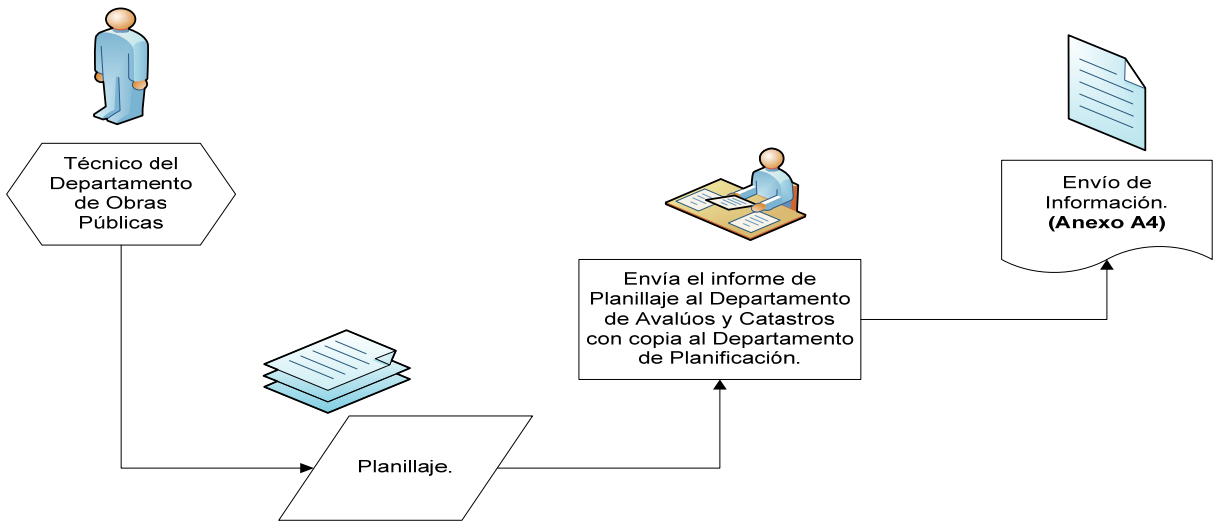 Técnico del
Departamento
de Obras
Públicas
Planillaje.
Envía el informe de
Planillaje al Departamento
de Avalúos y Catastros
con copia al Departamento
de Planificación.
Envío de
Información.
(Anexo A4)